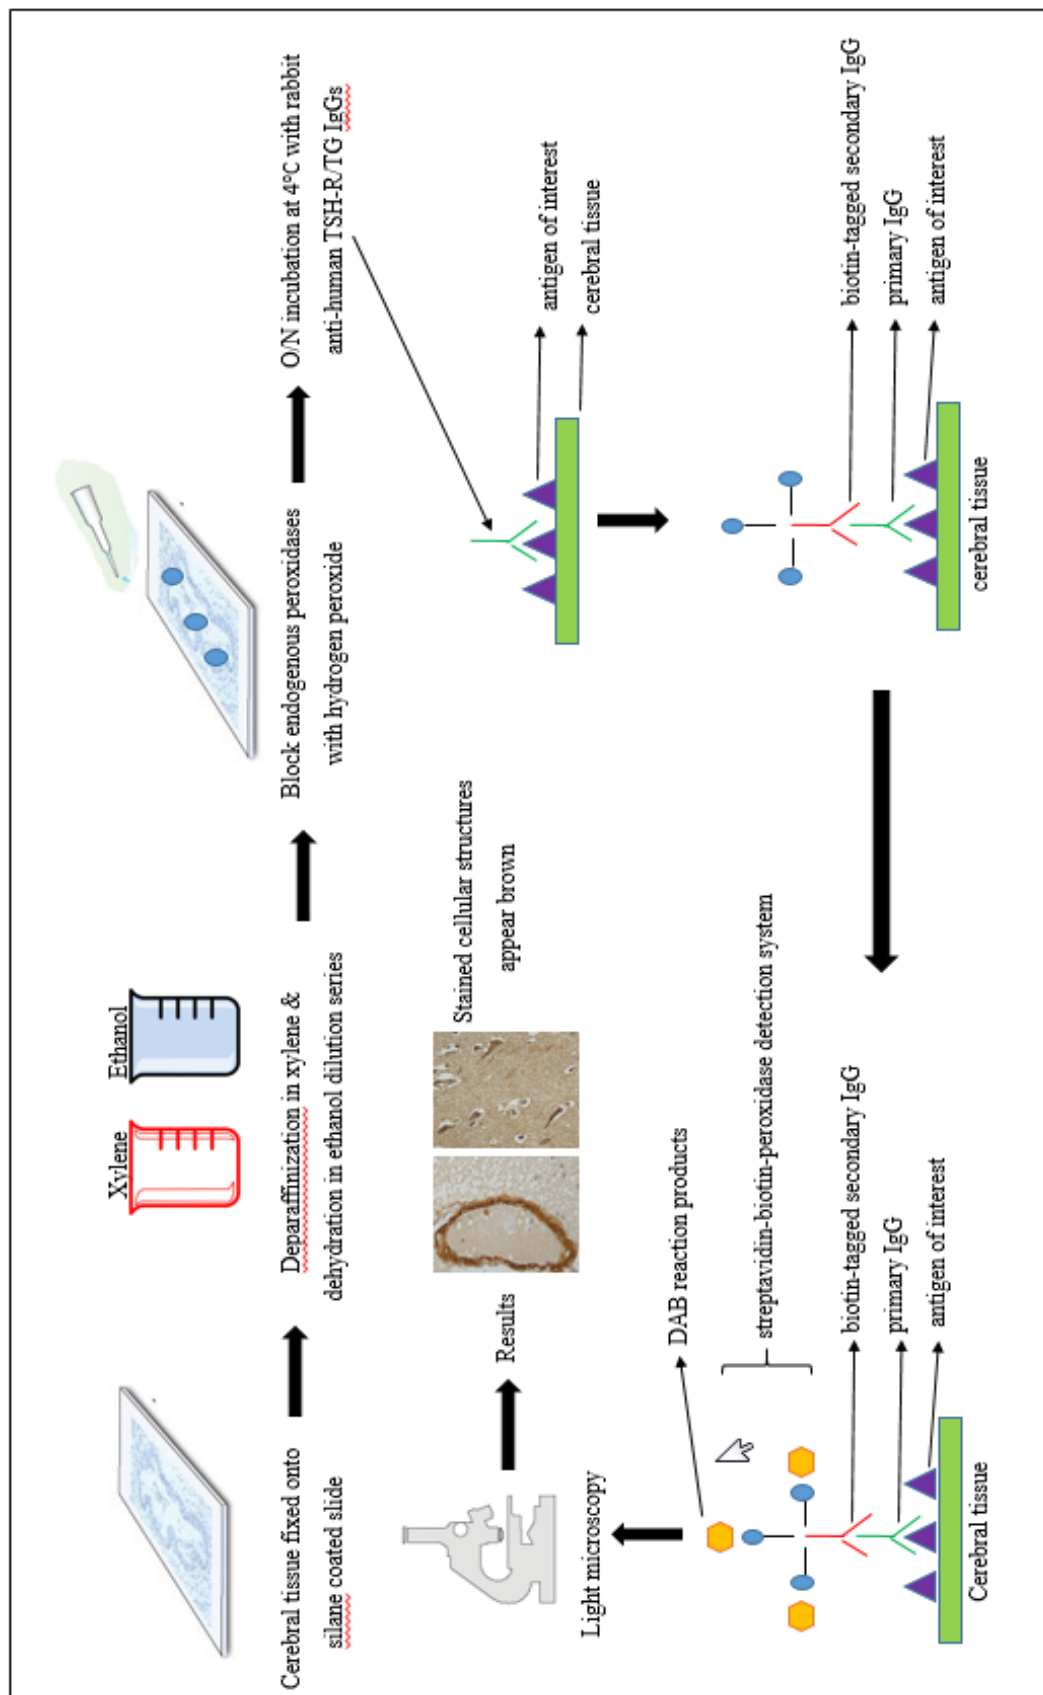 Xylene
Ethanol
Cerebral tissue fixed onto
silane coated slide
Deparaffinization in xylene &
dehydration in ethanol dilution series
Block endogenous peroxidases
with hydrogen peroxide
O/N incubation at 4°C with rabbit
anti-human TSH-R/TG IgGs
antigen of interest
cerebral tissue
biotin-tagged secondary IgG
primary IgG
antigen of interest
cerebral tissue
DAB reaction products
streptavidin-biotin-peroxidase detection system
biotin-tagged secondary IgG
primary IgG
antigen of interest
Cerebral tissue
Light microscopy
Results
Stained cellular structures
appear brown